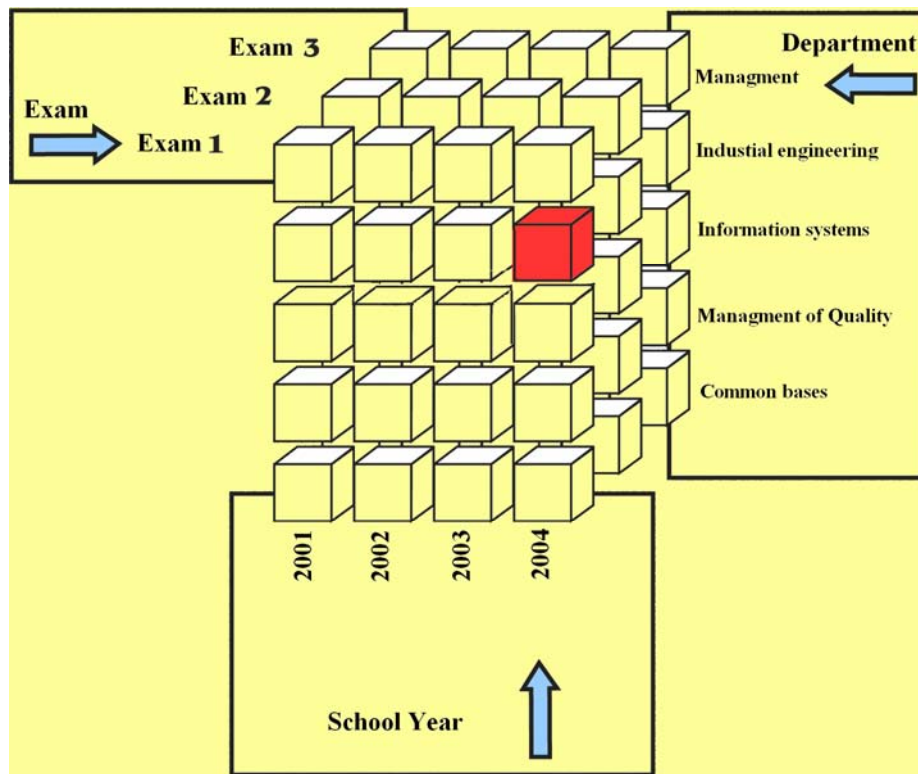 Exam 3
Exam 2
Exam
Exam 1
Department
Managment
Industial engineering
Information systems
Managment of Quality
Common bases
2001
2002
2003
2004
School Year